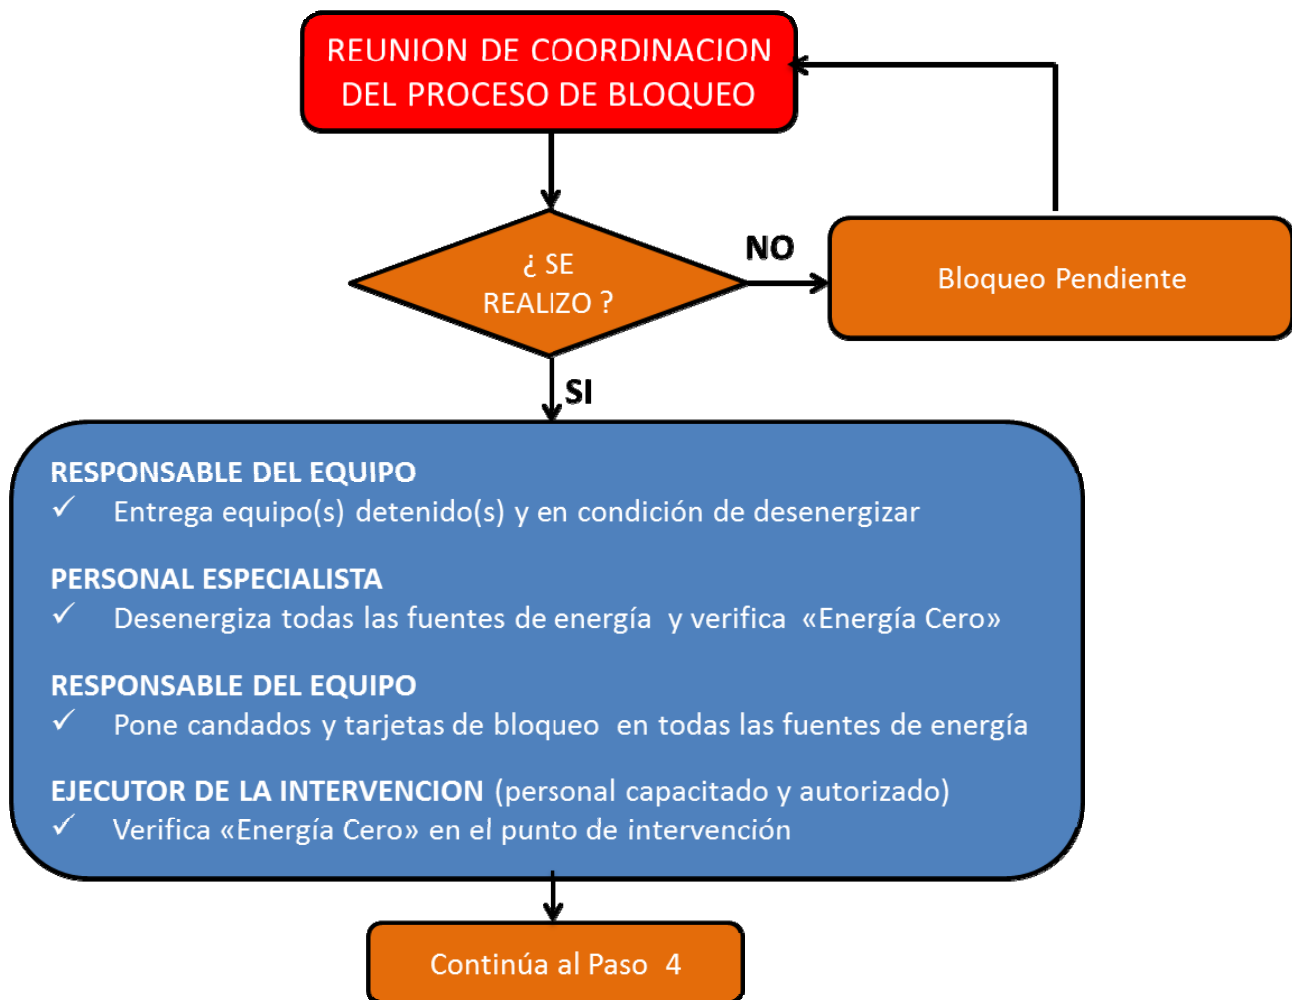 REUNION DE COORDINACION
DEL PROCESO DE BLOQUEO
¿ SE
REALIZO ?
NO
Bloqueo Pendiente
SI
RESPONSABLE DEL EQUIPO
✓ Entrega equipo(s) detenido(s) y en condición de desenergizar
PERSONAL ESPECIALISTA
✓ Desenergiza todas las fuentes de energía y verifica «Energía Cero»
RESPONSABLE DEL EQUIPO
✓ Pone candados y tarjetas de bloqueo en todas las fuentes de energía
EJECUTOR DE LA INTERVENCION (personal capacitado y autorizado)
✓ Verifica «Energía Cero» en el punto de intervención
Continúa al Paso 4